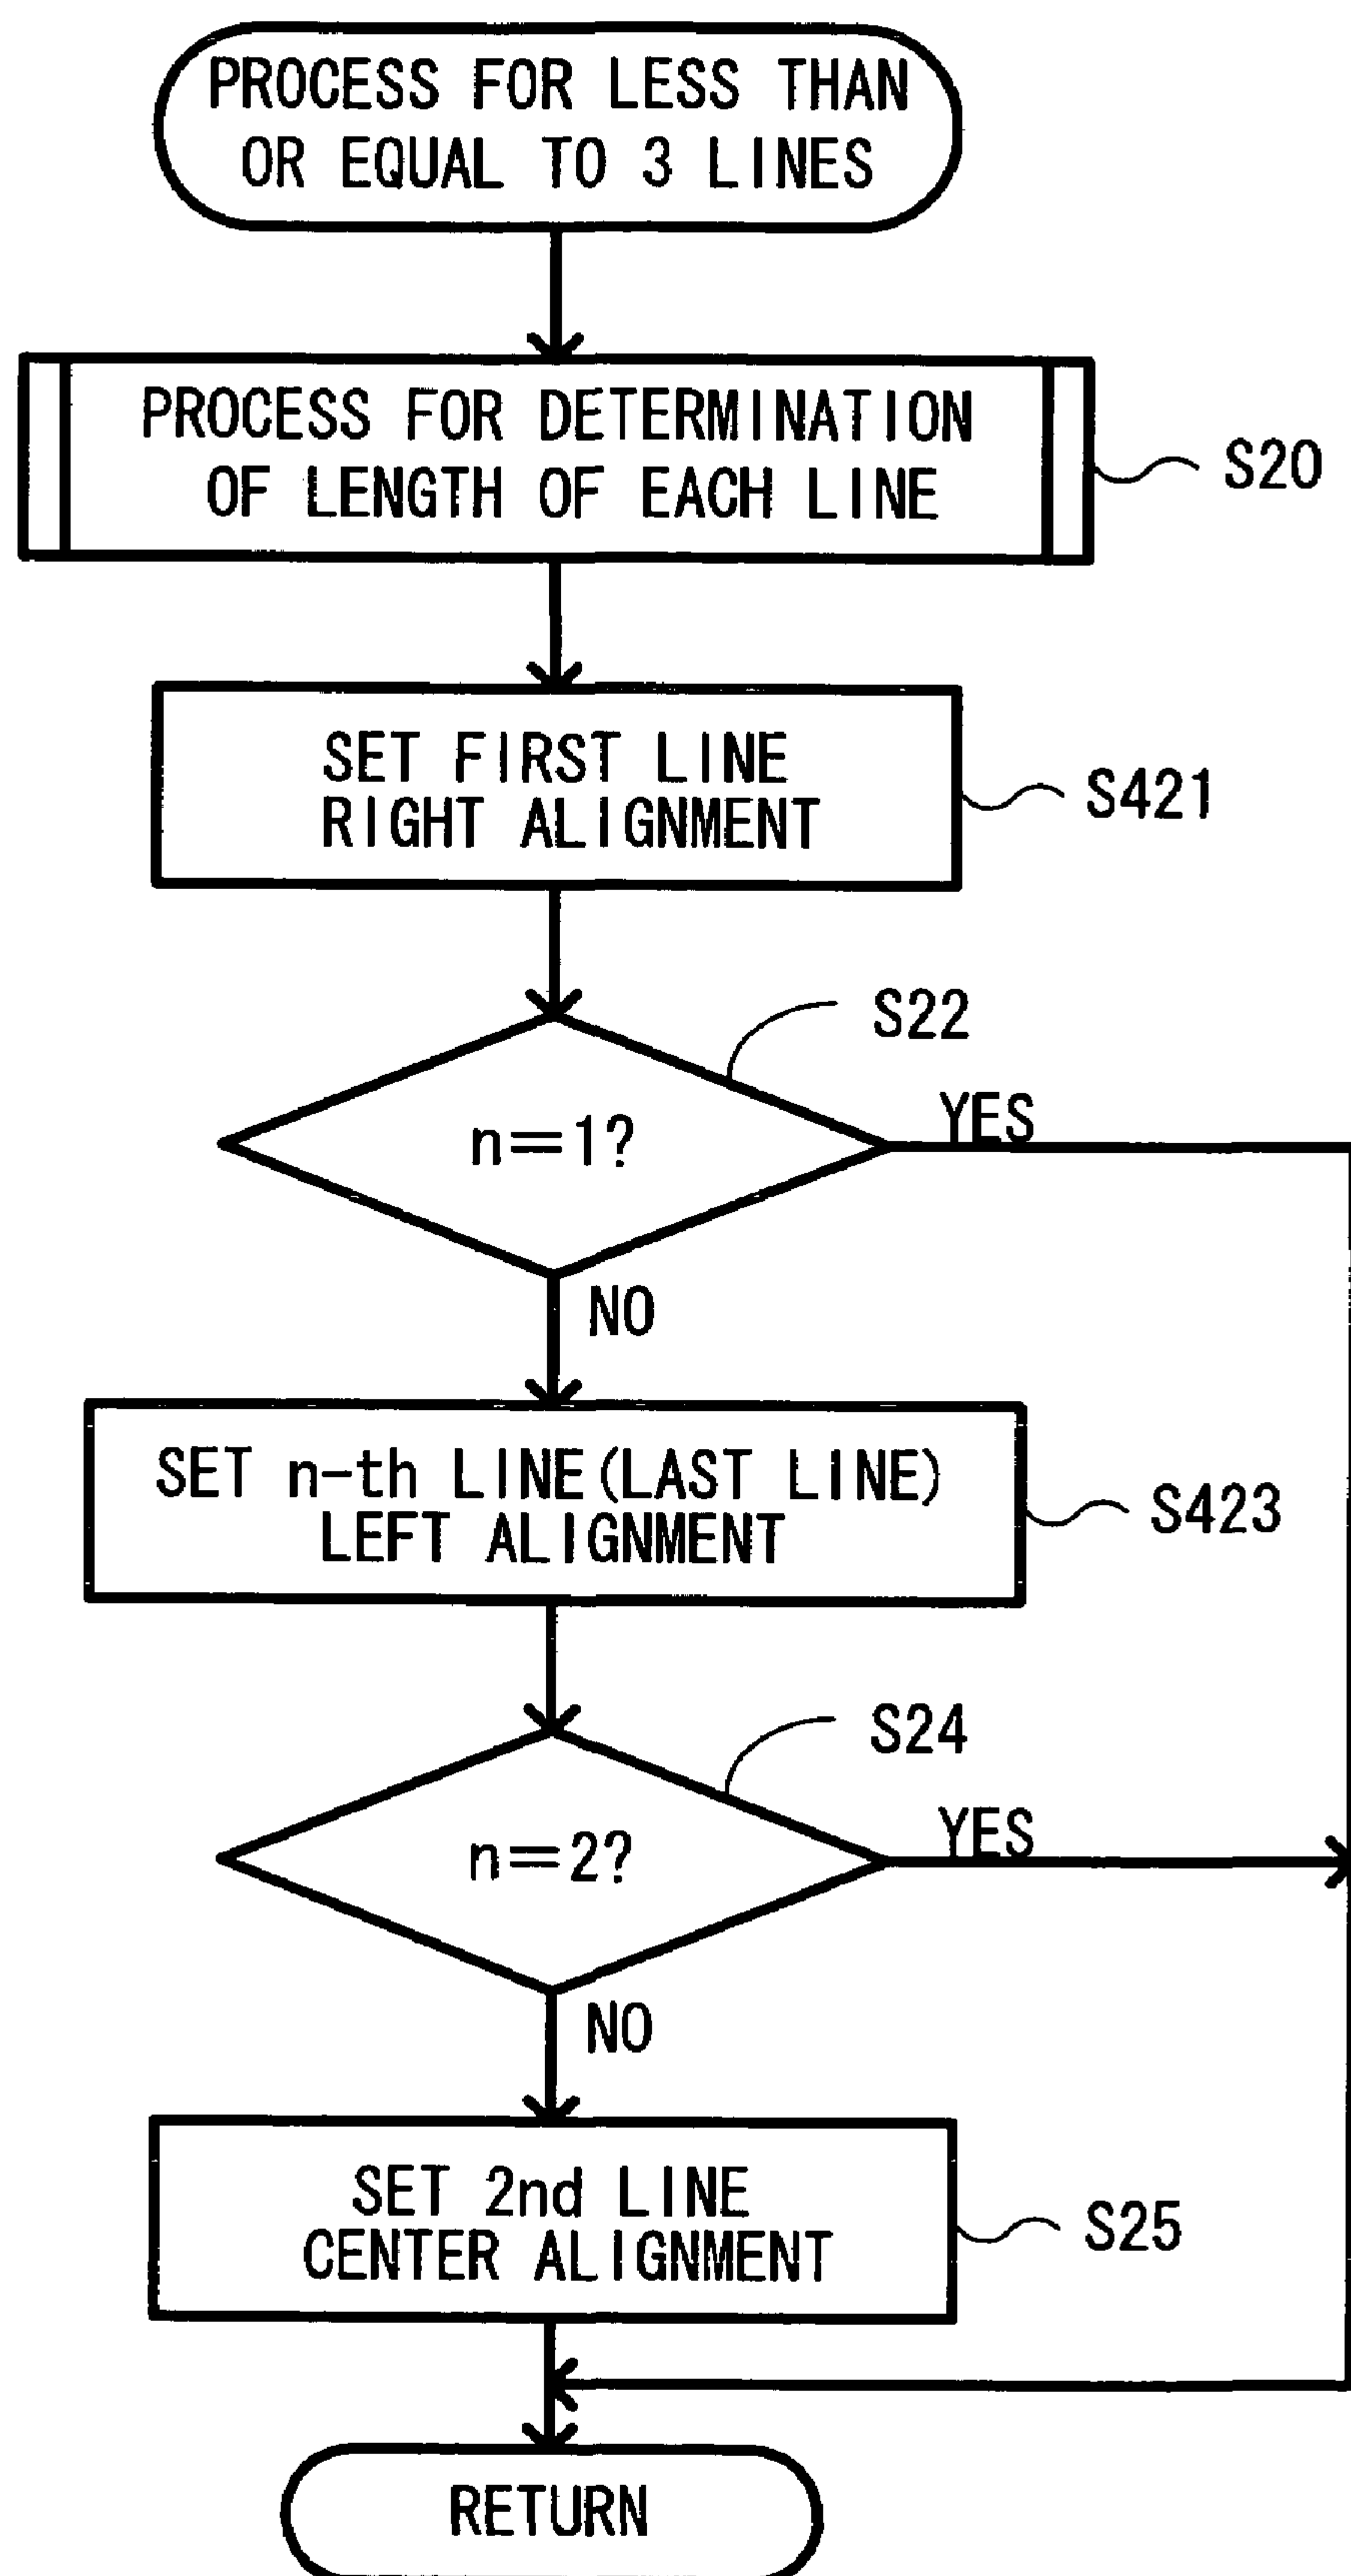 PROCESS FOR LESS THAN
OR EQUAL TO 3 LINES
PROCESS FOR DETERMINATION
OF LENGTH OF EACH LINE
S20
SET FIRST LINE
RIGHT ALIGNMENT
S421
S22
n=1?
YES
NO
SET n-th LINE(LAST LINE)
LEFT ALIGNMENT
S423
S24
n=2?
YES
NO
SET 2nd LINE
CENTER ALIGNMENT
S25
RETURN